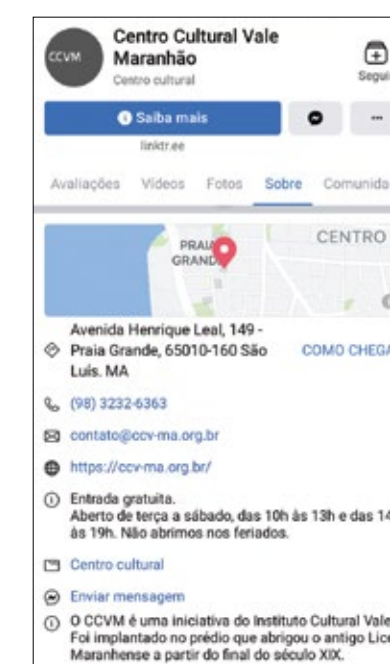 CCVM
Centro Cultural Vale
Maranhão
Centro cultural
Segui
Saiba mais
linktr.ee
Avaliações Vídeos Fotos Sobre Comunida
PRAIA
GRANDE
CENTRO
Avenida Henrique Leal, 149 -
Praia Grande, 65010-160 São
Luís. MA
COMO CHEGA
(98) 3232-6363
contato@ccv-ma.org.br
https://ccv-ma.org.br/
Entrada gratuita.
Aberto de terça a sábado, das 10h às 13h e das 14
às 19h. Não abrimos nos feriados.
Centro cultural
Enviar mensagem
O CCVM é uma iniciativa do Instituto Cultural Vale
Foi implantado no prédio que abrigou o antigo Lice
Maranhense a partir do final do século XIX.